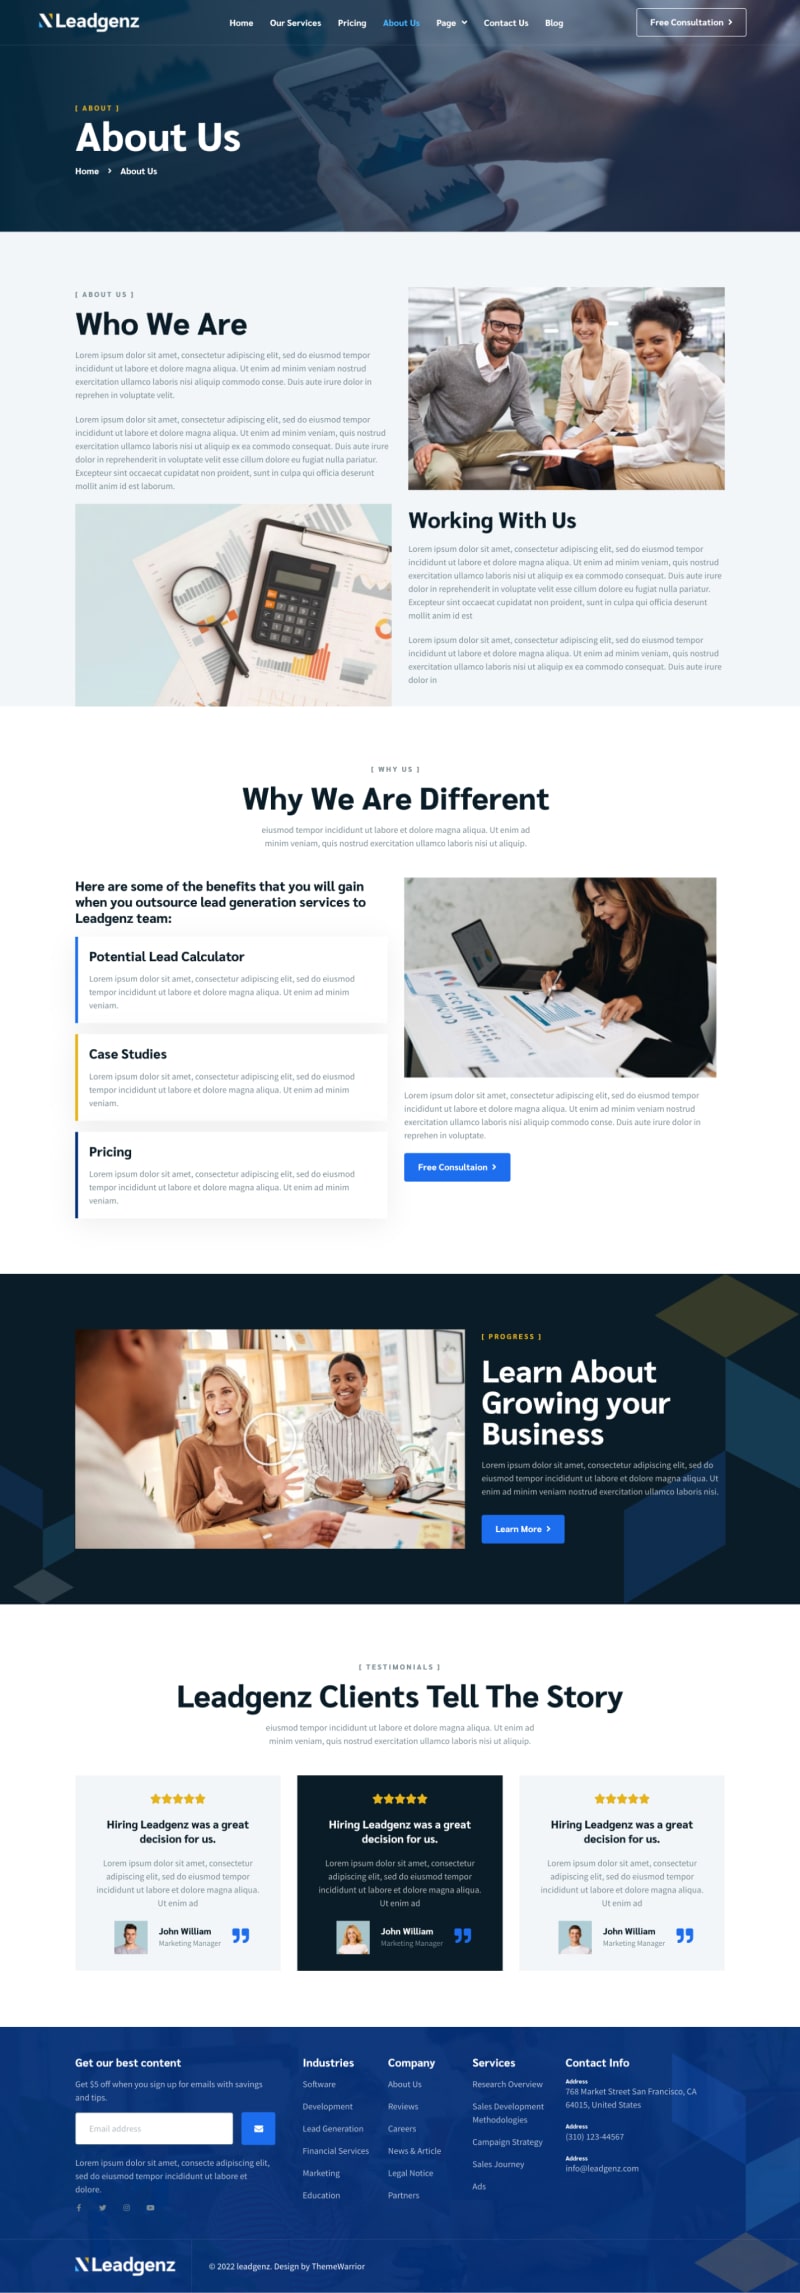 Leadgenz
Home Our Services Pricing About Us Page Contact Us Blog
Free Consultation
[ ABOUT ]
About Us
Home > About Us
[ ABOUT US ]
Who We Are
Lorem ipsum dolor sit amet, consectetur adipiscing elit, sed do eiusmod tempor
incididunt ut labore et dolore magna aliqua. Ut enim ad minim veniam nostrud
exercitation ullamco laboris nisi aliquip commodo conse. Duis aute irure dolor in
reprehen in voluptate velit.
Lorem ipsum dolor sit amet, consectetur adipiscing elit, sed do eiusmod tempor
incididunt ut labore et dolore magna aliqua. Ut enim ad minim veniam, quis nostrud
exercitation ullamco laboris nisi ut aliquip ex ea commodo consequat. Duis aute irure
dolor in reprehenderit in voluptate velit esse cillum dolore eu fugiat nulla pariatur.
Excepteur sint occaecat cupidatat non proident, sunt in culpa qui officia deserunt
mollit anim id est laborum.
Working With Us
Lorem ipsum dolor sit amet, consectetur adipiscing elit, sed do eiusmod tempor
incididunt ut labore et dolore magna aliqua. Ut enim ad minim veniam, quis nostrud
exercitation ullamco laboris nisi ut aliquip ex ea commodo consequat. Duis aute irure
dolor in reprehenderit in voluptate velit esse cillum dolore eu fugiat nulla pariatur.
Excepteur sint occaecat cupidatat non proident, sunt in culpa qui officia deserunt
mollit anim id est
Lorem ipsum dolor sit amet, consectetur adipiscing elit, sed do eiusmod tempor
incididunt ut labore et dolore magna aliqua. Ut enim ad minim veniam, quis nostrud
exercitation ullamco laboris nisi ut aliquip ex ea commodo consequat. Duis aute irure
dolor in
[ WHY US ]
Why We Are Different
eiusmod tempor incididunt ut labore et dolore magna aliqua. Ut enim ad
minim veniam, quis nostrud exercitation ullamco laboris nisi ut aliquip.
Here are some of the benefits that you will gain
when you outsource lead generation services to
Leadgenz team:
Potential Lead Calculator
Lorem ipsum dolor sit amet, consectetur adipiscing elit, sed do eiusmod
tempor incididunt ut labore et dolore magna aliqua. Ut enim ad minim
veniam.
Case Studies
Lorem ipsum dolor sit amet, consectetur adipiscing elit, sed do eiusmod
tempor incididunt ut labore et dolore magna aliqua. Ut enim ad minim
veniam.
Pricing
Lorem ipsum dolor sit amet, consectetur adipiscing elit, sed do eiusmod
tempor incididunt ut labore et dolore magna aliqua. Ut enim ad minim
veniam.
Lorem ipsum dolor sit amet, consectetur adipiscing elit, sed do eiusmod tempor
incididunt ut labore et dolore magna aliqua. Ut enim ad minim veniam nostrud
exercitation ullamco laboris nisi aliquip commodo conse. Duis aute irure dolor in
reprehen in voluptate.
Free Consultaion
[ PROGRESS ]
Learn About
Growing your
Business
Lorem ipsum dolor sit amet, consectetur adipiscing elit, sed do
eiusmod tempor incididunt ut labore et dolore magna aliqua. Ut
enim ad minim veniam nostrud exercitation ullamco laboris nisi.
Learn More
[ TESTIMONIALS ]
Leadgenz Clients Tell The Story
eiusmod tempor incididunt ut labore et dolore magna aliqua. Ut enim ad
minim veniam, quis nostrud exercitation ullamco laboris nisi ut aliquip.
Hiring Leadgenz was a great
decision for us.
Lorem ipsum dolor sit amet, consectetur
adipiscing elit, sed do eiusmod tempor
incididunt ut labore et dolore magna aliqua.
Ut enim ad
John William
Marketing Manager
Hiring Leadgenz was a great
decision for us.
Lorem ipsum dolor sit amet, consectetur
adipiscing elit, sed do eiusmod tempor
incididunt ut labore et dolore magna aliqua.
Ut enim ad
John William
Marketing Manager
Hiring Leadgenz was a great
decision for us.
Lorem ipsum dolor sit amet, consectetur
adipiscing elit, sed do eiusmod tempor
incididunt ut labore et dolore magna aliqua.
Ut enim ad
John William
Marketing Manager
Get our best content
Get $5 off when you sign up for emails with savings
and tips.
Email address
Lorem ipsum dolor sit amet, consecte adipiscing elit,
sed do eiusmod tempor incididunt ut labore et
dolore.
Industries
Software
Development
Lead Generation
Financial Services
Marketing
Education
Company
About Us
Reviews
Careers
News & Article
Legal Notice
Partners
Services
Research Overview
Sales Development
Methodologies
Campaign Strategy
Sales Journey
Ads
Contact Info
Address
768 Market Street San Francisco, CA
64015, United States
Address
(310) 123-44567
Address
info@leadgenz.com
Leadgenz
© 2022 leadgenz. Design by ThemeWarrior